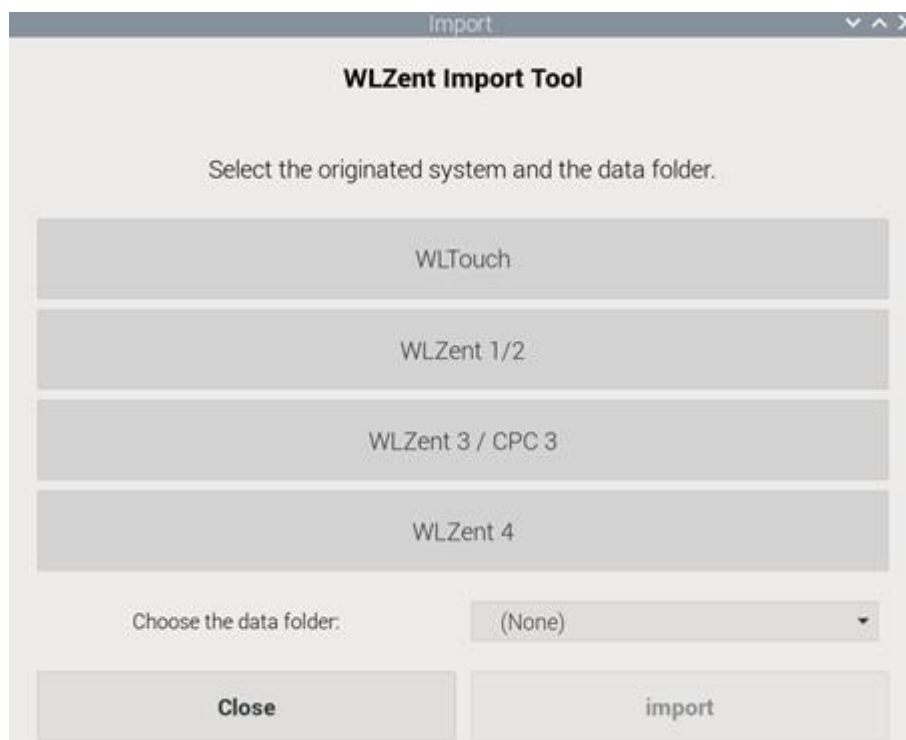 Import
WLZent Import Tool
Select the originated system and the data folder.
WLTouch
WLZent 1/2
WLZent 3 / CPC 3
WLZent 4
Choose the data folder: (None)
Close import